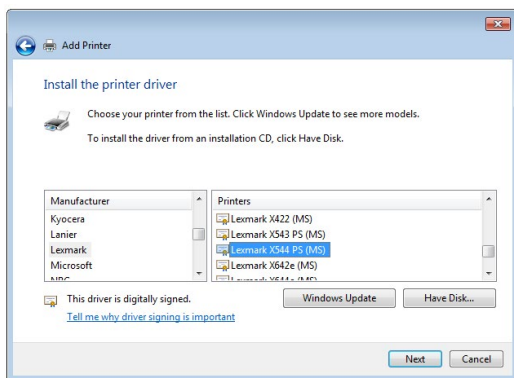 Add Printer
Install the printer driver
Choose your printer from the list. Click Windows Update to see more models.
To install the driver from an installation CD, click Have Disk.
Manufacturer
Kyocera
Lanier
Lexmark
Microsoft
Printers
Lexmark X422 (MS)
Lexmark X543 PS (MS)
Lexmark X544 PS (MS)
Lexmark X642e (MS)
This driver is digitally signed.
Tell me why driver signing is important
Windows Update
Have Disk...
Next
Cancel